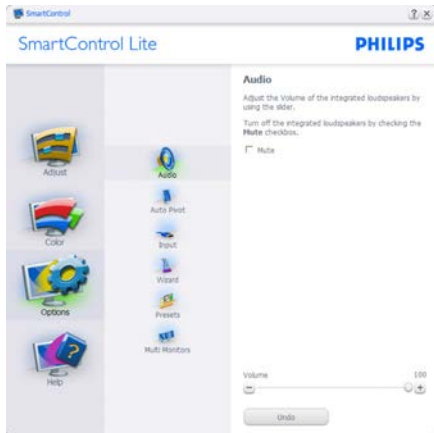 SmartControl
SmartControl Lite
PHILIPS
Adjust
Color
Options
Help
Audio
Auto Pivot
Input
Wizard
Presets
Multi Monitors
Audio
Adjust the Volume of the integrated loudspeakers by
using the slider.
Turn off the integrated loudspeakers by checking the
Mute checkbox.
Mute
Volume 100
Undo